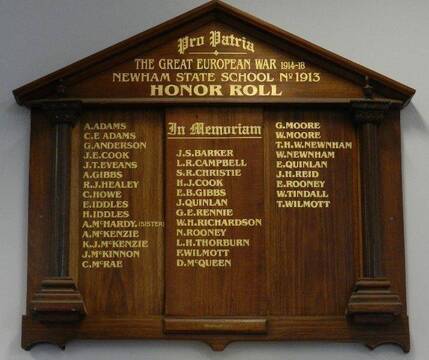 Pro Patria
THE GREAT EUROPEAN WAR 1914-18
NEWHAM STATE SCHOOL Nº 1913
HONOR ROLL
A.ADAMS
C.E ADAMS
G.ANDERSON
J.E.COOK
J.T.EVEANS
A.GIBBS
R.J.HEALEY
C.HOWE
E.IDDLES
H.IDDLES
A.McHARDY.(SISTER)
A.McKENZIE
K.J.McKENZIE
J.McKINNON
C.McRAE
In Memoriam
J.S.BARKER
L.R.CAMPBELL
S.R.CHRISTIE
H.J.COOK
E.B.GIBBS
J.QUINLAN
G.E.RENNIE
W.H.RICHARDSON
N.ROONEY
L.H.THORBURN
F.WILMOTT
D.McQUEEN
G.MOORE
W.MOORE
T.H.W.NEWNHAM
W.NEWNHAM
E.QUINLAN
J.H.REID
E.ROONEY
W.TINDALL
T.WILMOTT